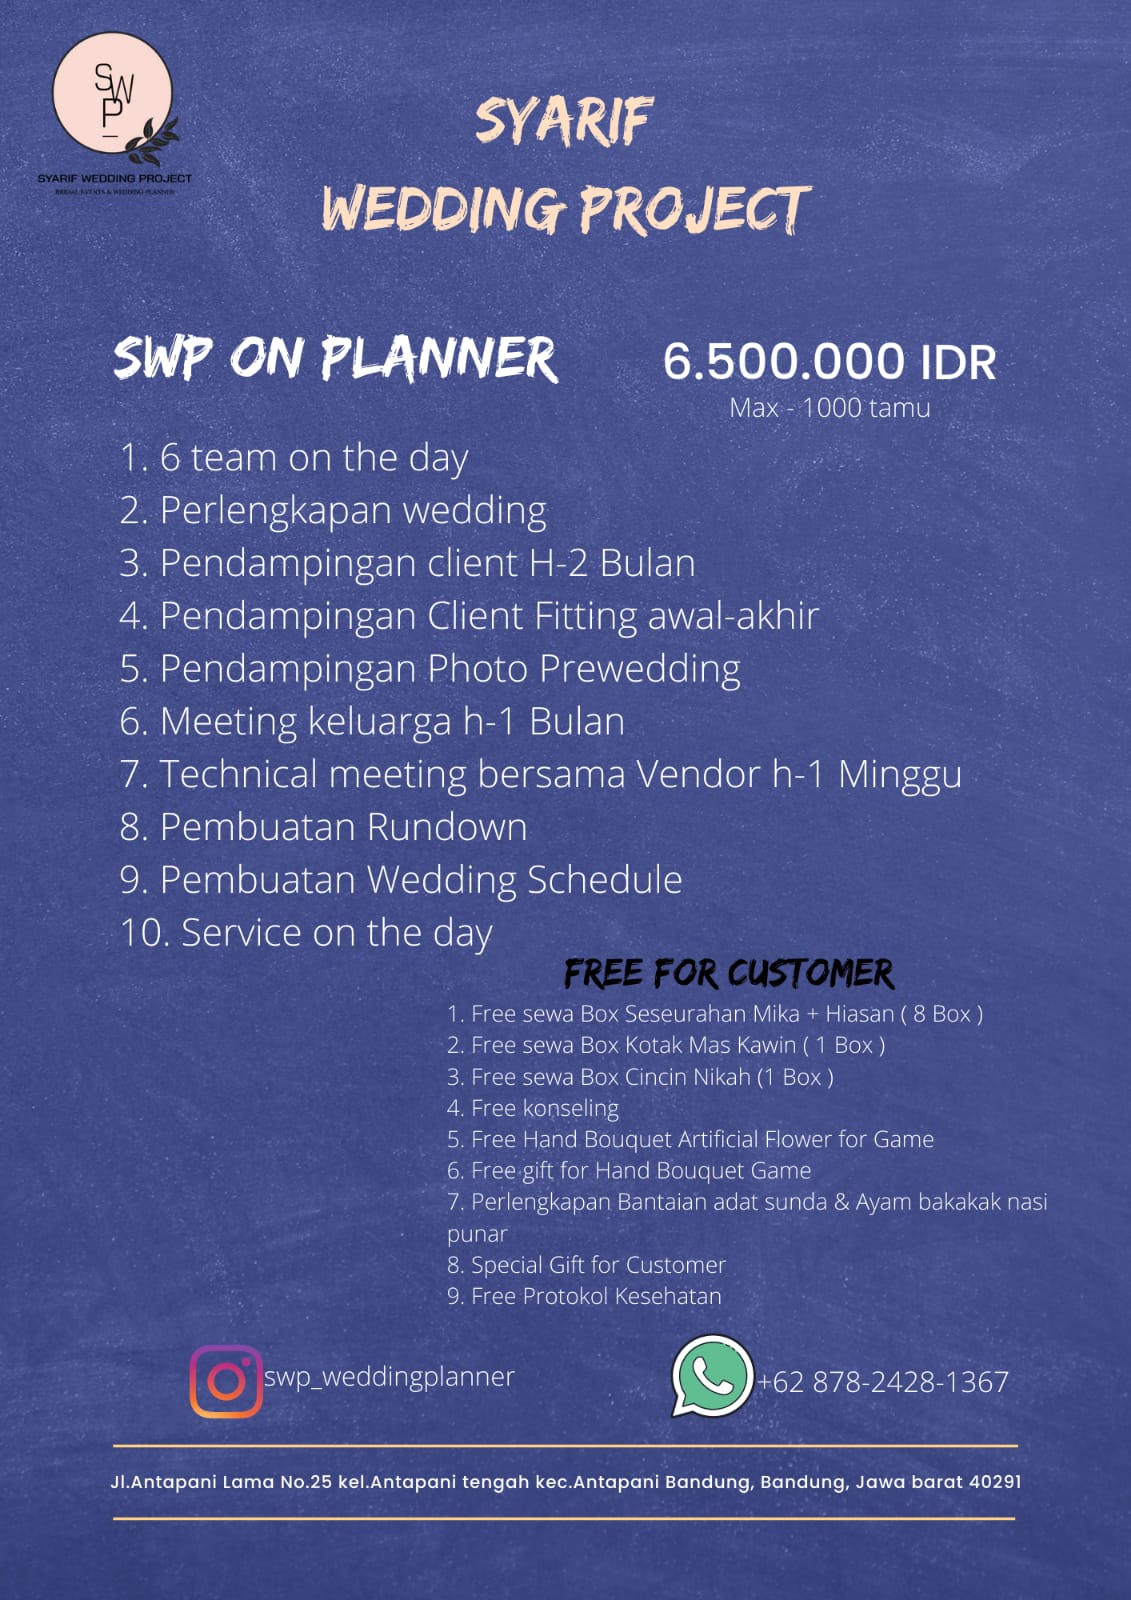 SWP
SYARIF WEDDING PROJECT
BRIDAL EVENTS & WEDDING PLANNER
SYARIF
WEDDING PROJECT
SWP ON PLANNER
6.500.000 IDR
Max - 1000 tamu
1. 6 team on the day
2. Perlengkapan wedding
3. Pendampingan client H-2 Bulan
4. Pendampingan Client Fitting awal-akhir
5. Pendampingan Photo Prewedding
6. Meeting keluarga h-1 Bulan
7. Technical meeting bersama Vendor h-1 Minggu
8. Pembuatan Rundown
9. Pembuatan Wedding Schedule
10. Service on the day
FREE FOR CUSTOMER
1. Free sewa Box Seseurahan Mika + Hiasan ( 8 Box )
2. Free sewa Box Kotak Mas Kawin ( 1 Box )
3. Free sewa Box Cincin Nikah (1 Box )
4. Free konseling
5. Free Hand Bouquet Artificial Flower for Game
6. Free gift for Hand Bouquet Game
7. Perlengkapan Bantaian adat sunda & Ayam bakakak nasi
punar
8. Special Gift for Customer
9. Free Protokol Kesehatan
swp_weddingplanner
+62 878-2428-1367
Jl.Antapani Lama No.25 kel.Antapani tengah kec.Antapani Bandung, Bandung, Jawa barat 40291